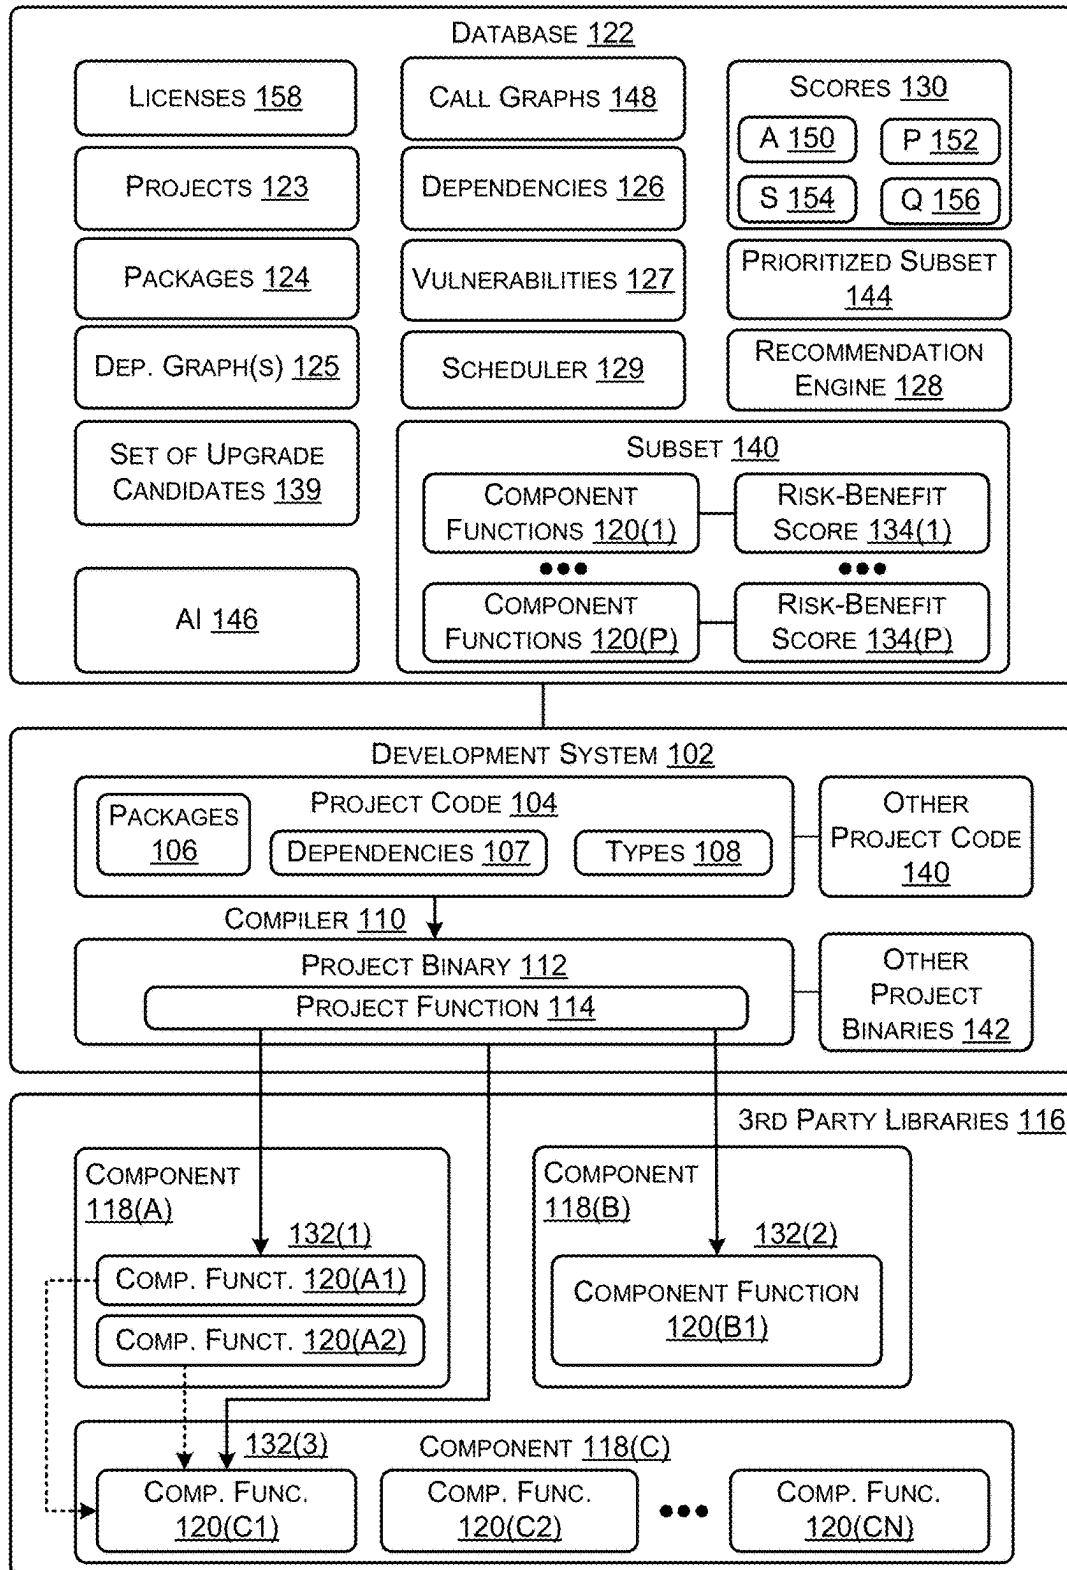 DATABASE 122
LICENSES 158
CALL GRAPHS 148
SCORES 130
A 150
P 152
S 154
Q 156
PROJECTS 123
DEPENDENCIES 126
PACKAGES 124
VULNERABILITIES 127
PRIORITIZED SUBSET
144
DEP. GRAPH(S) 125
SCHEDULER 129
RECOMMENDATION
ENGINE 128
SET OF UPGRADE
CANDIDATES 139
SUBSET 140
COMPONENT
FUNCTIONS 120(1)
RISK-BENEFIT
SCORE 134(1)
AI 146
COMPONENT
FUNCTIONS 120(P)
RISK-BENEFIT
SCORE 134(P)
DEVELOPMENT SYSTEM 102
PROJECT CODE 104
PACKAGES
106
DEPENDENCIES 107
TYPES 108
OTHER
PROJECT CODE
140
COMPILER 110
PROJECT BINARY 112
PROJECT FUNCTION 114
OTHER
PROJECT
BINARIES 142
3RD PARTY LIBRARIES 116
COMPONENT
118(A)
132(1)
COMP. FUNCT. 120(A1)
COMP. FUNCT. 120(A2)
COMPONENT
118(B)
132(2)
COMPONENT FUNCTION
120(B1)
132(3)
COMPONENT 118(C)
COMP. FUNC.
120(C1)
COMP. FUNC.
120(C2)
COMP. FUNC.
120(CN)